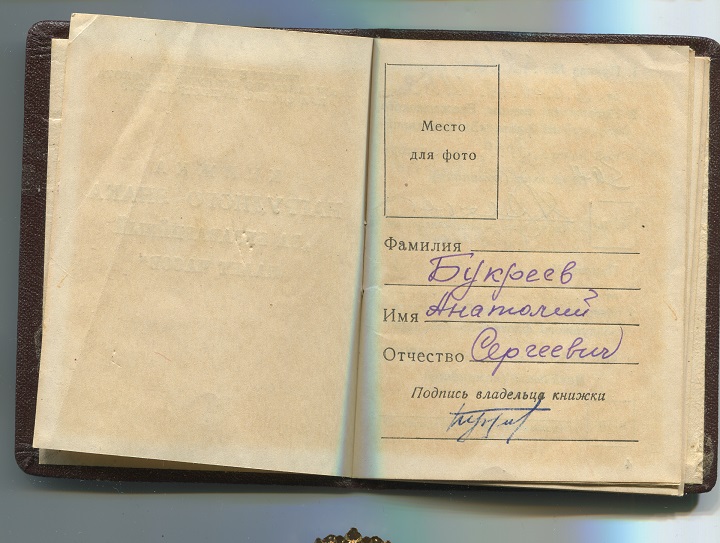 Место
для фото
Фамилия
Букреев
Имя Анатолий
Отчество Сергеевич
Подпись владельца книжки